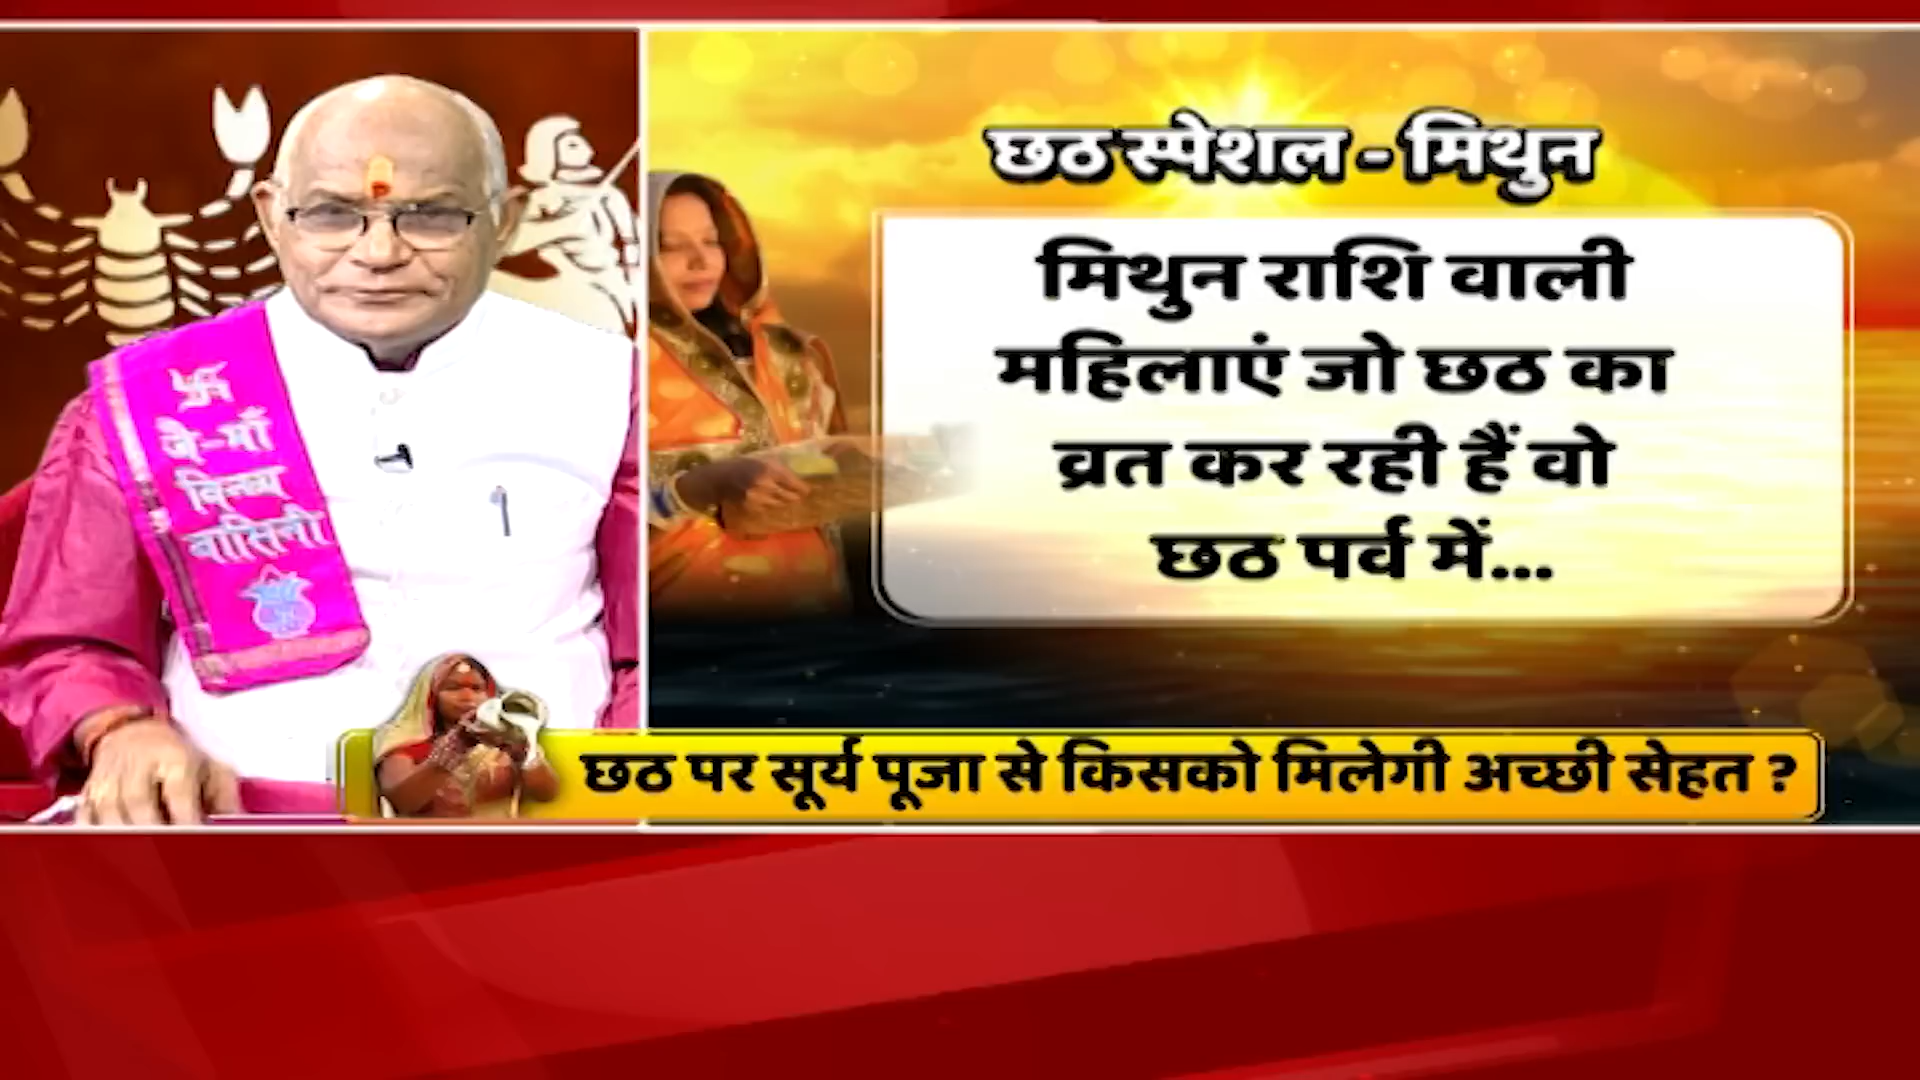 छठ स्पेशल - मिथुन
मिथुन राशि वाली
महिलाएं जो छठ का
व्रत कर रही हैं वो
छठ पर्व में...
जै-माँ
विन्ध्य
वासिनी
छठ पर सूर्य पूजा से किसको मिलेगी अच्छी सेहत ?